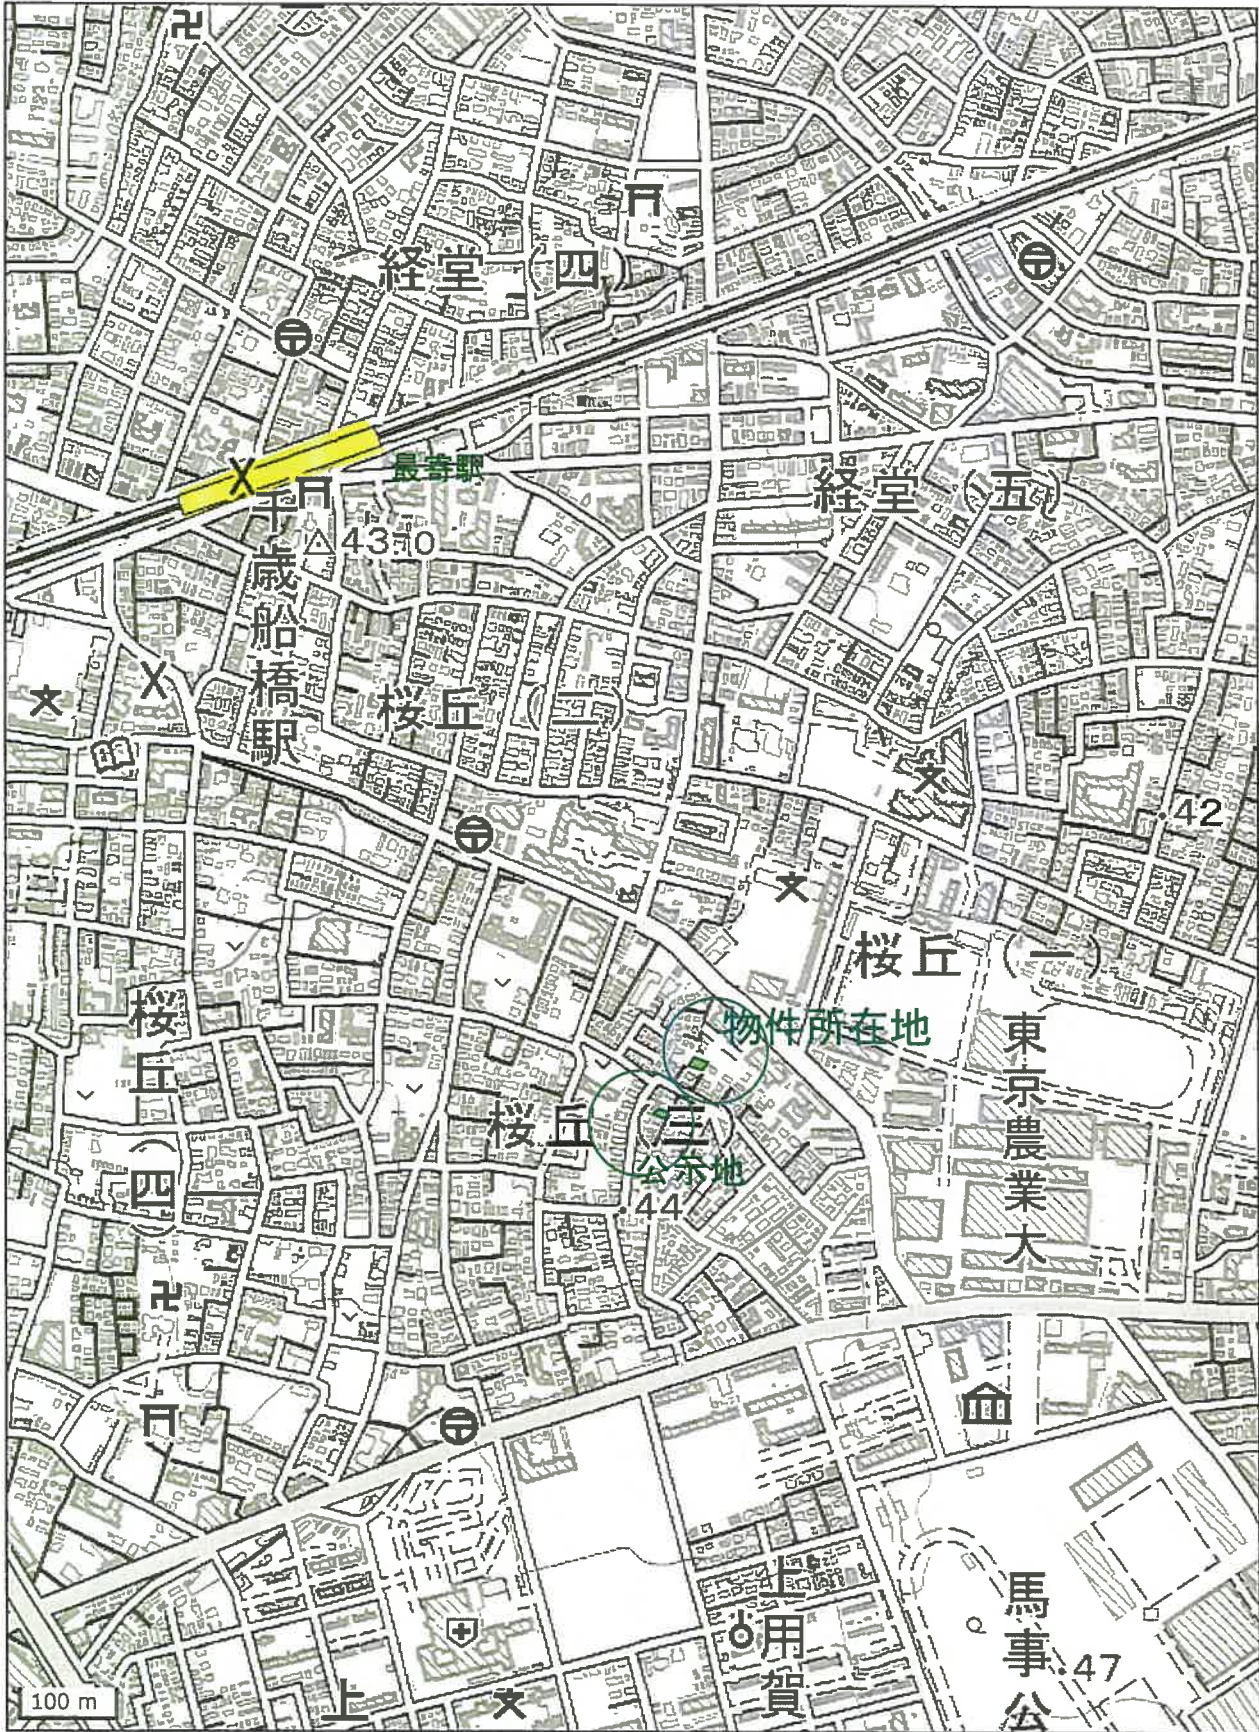 経堂（四）
最寄駅
経堂（五）
千歳船橋駅
43.0
桜丘（二）
42
桜丘（一）
物件所在地
東京農業大
桜丘（四）
桜丘（三）
公示地
44
上用賀
馬事公
47
上
100 m